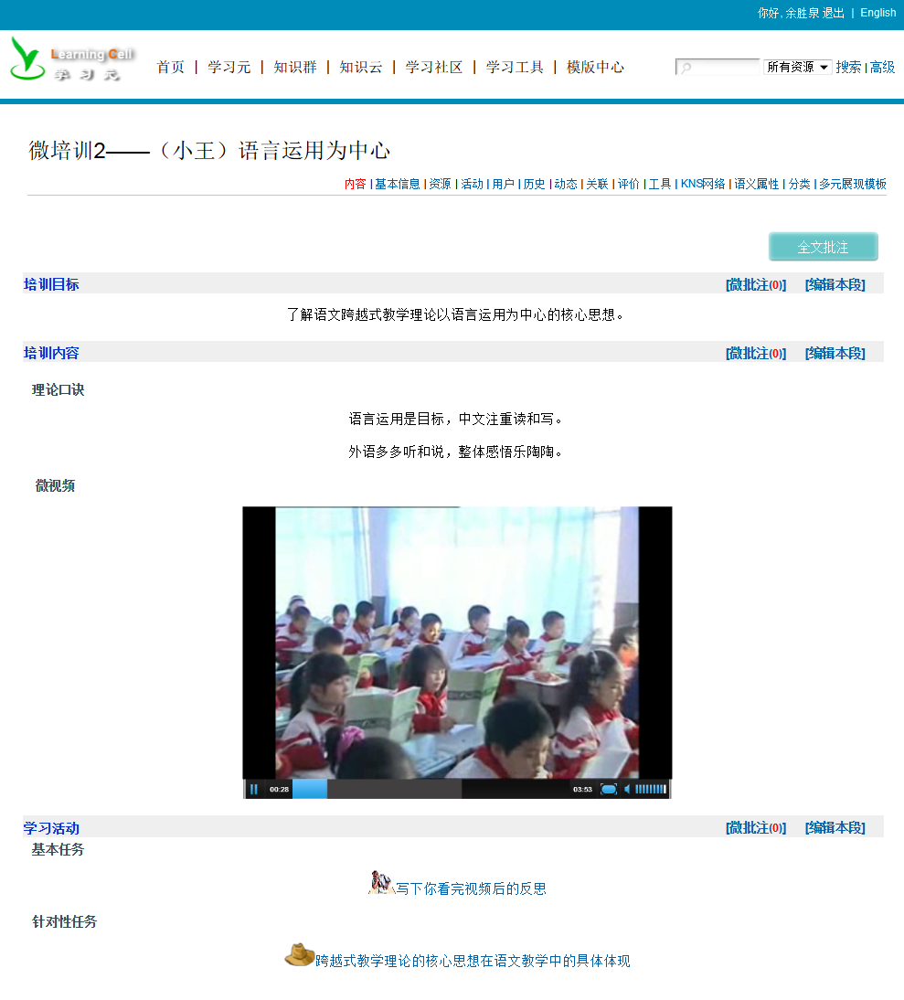 你好, 余胜泉 退出 | English
Learning Cell
学 习 元
首页 | 学习元 | 知识群 | 知识云 | 学习社区 | 学习工具 | 模版中心
所有资源 搜索 | 高级
微培训2——（小王）语言运用为中心
内容 | 基本信息 | 资源 | 活动 | 用户 | 历史 | 动态 | 关联 | 评价 | 工具 | KNS网络 | 语义属性 | 分类 | 多元展现模板
全文批注
培训目标 [微批注(0)] [编辑本段]
了解语文跨越式教学理论以语言运用为中心的核心思想。
培训内容 [微批注(0)] [编辑本段]
理论口诀
语言运用是目标，中文注重读和写。
外语多多听和说，整体感悟乐陶陶。
微视频
00:28 03:53
学习活动 [微批注(0)] [编辑本段]
基本任务
写下你看完视频后的反思
针对性任务
跨越式教学理论的核心思想在语文教学中的具体体现